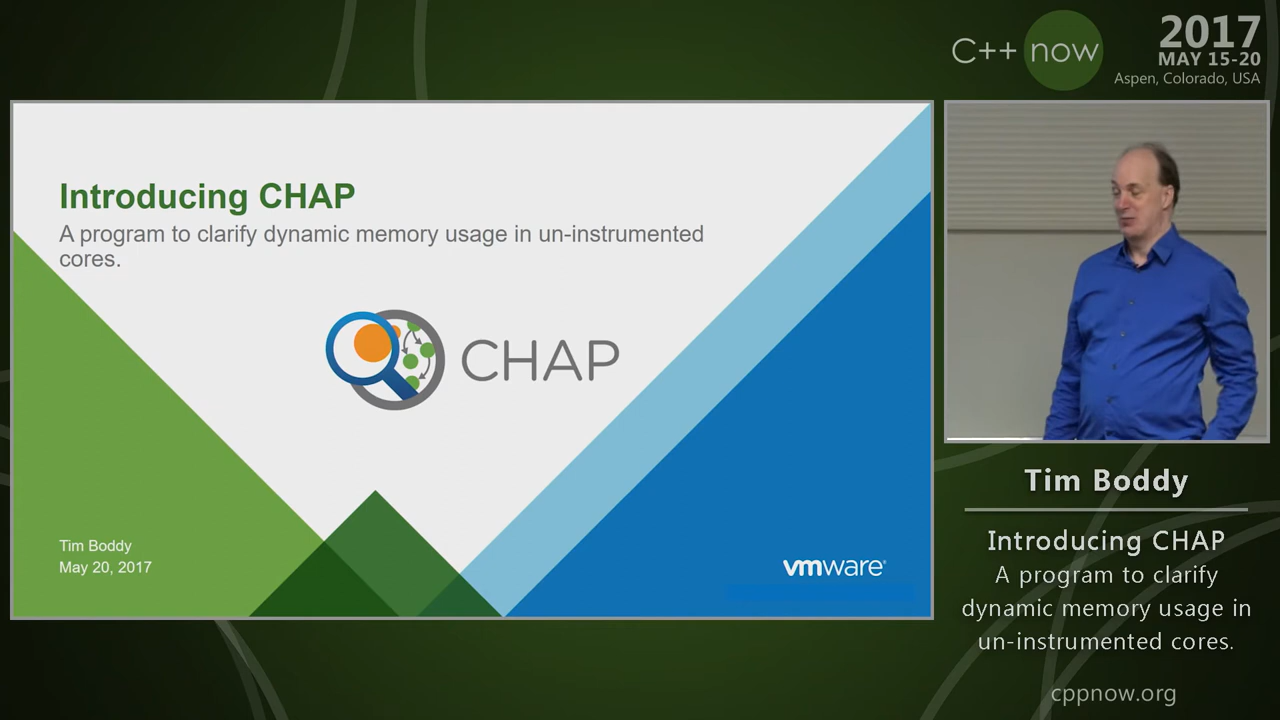 C++ now
2017
MAY 15-20
Aspen, Colorado, USA
Introducing CHAP
A program to clarify dynamic memory usage in un-instrumented
cores.
CHAP
Tim Boddy
May 20, 2017
vmware®
Tim Boddy
Introducing CHAP
A program to clarify
dynamic memory usage in
un-instrumented cores.
cppnow.org